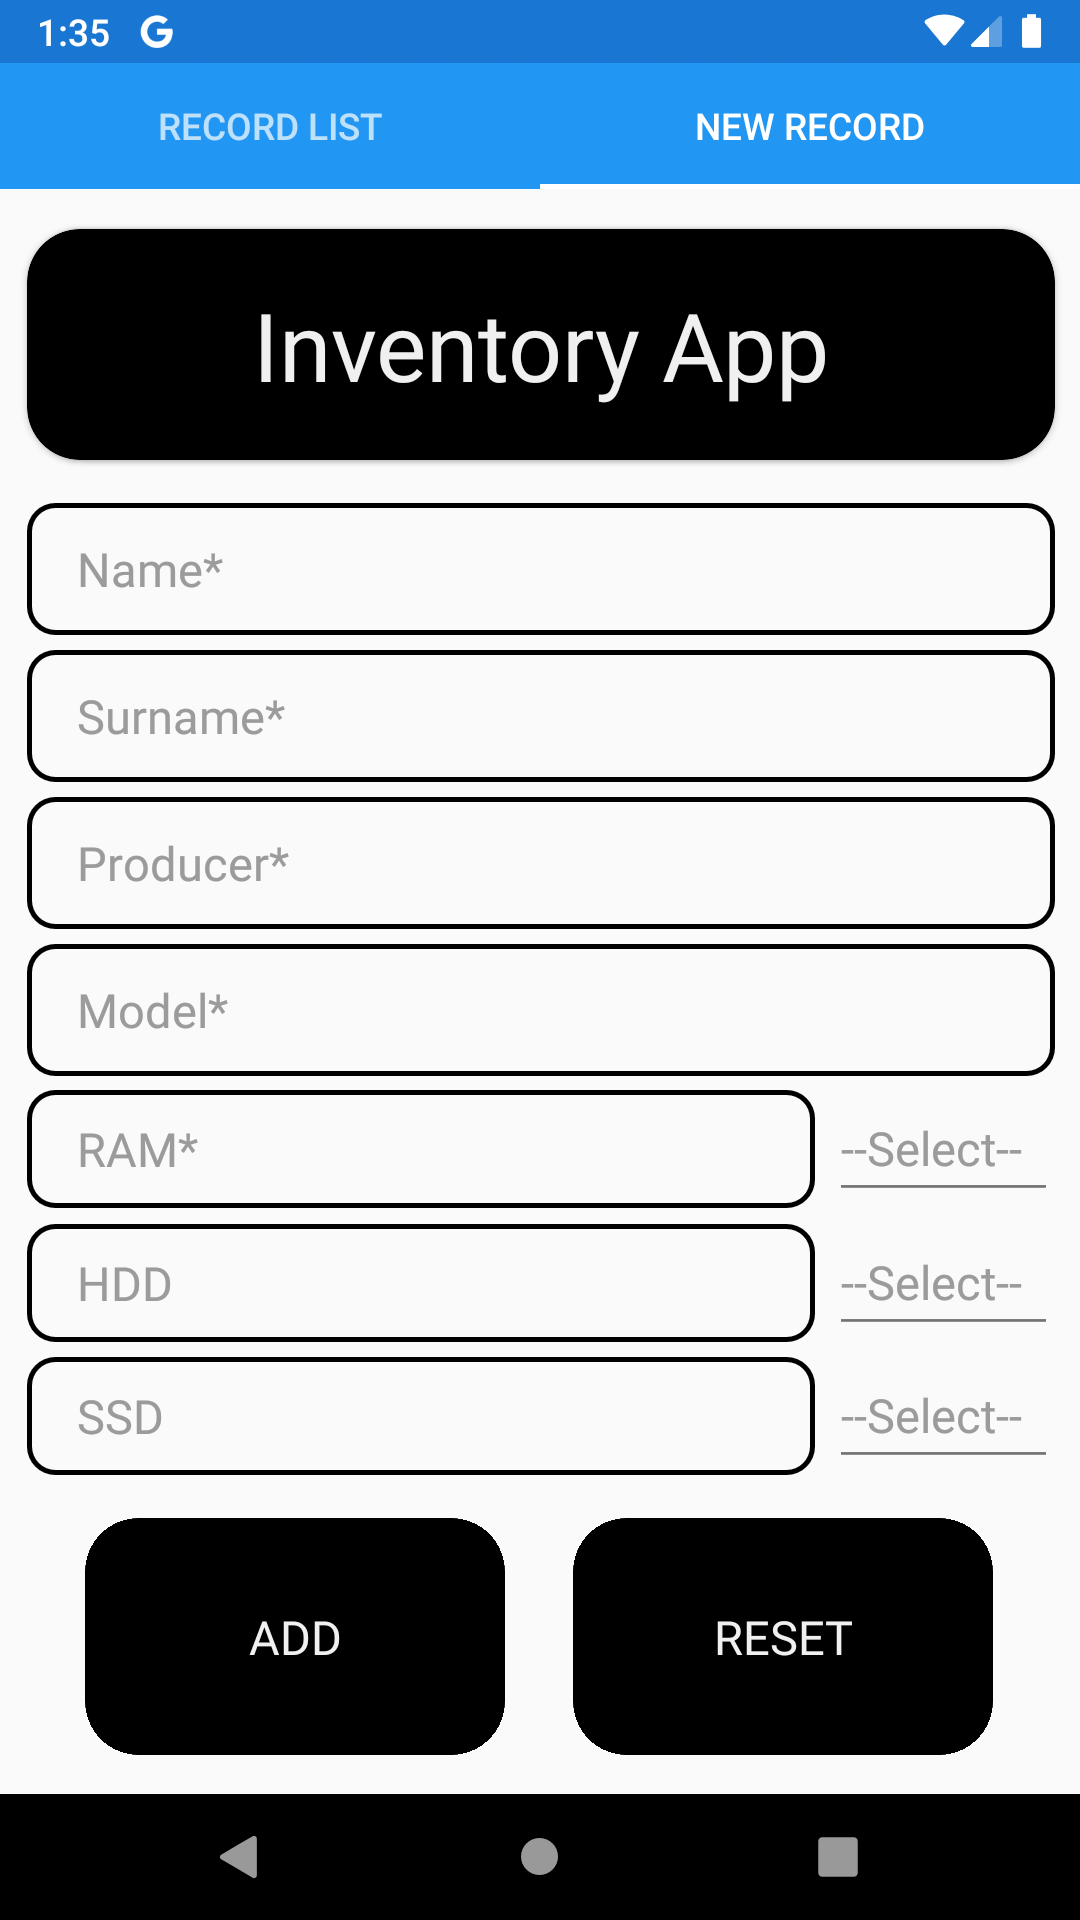 1:35 G
RECORD LIST NEW RECORD
Inventory App
Name*
Surname*
Producer*
Model*
RAM* --Select--
HDD --Select--
SSD --Select--
ADD RESET